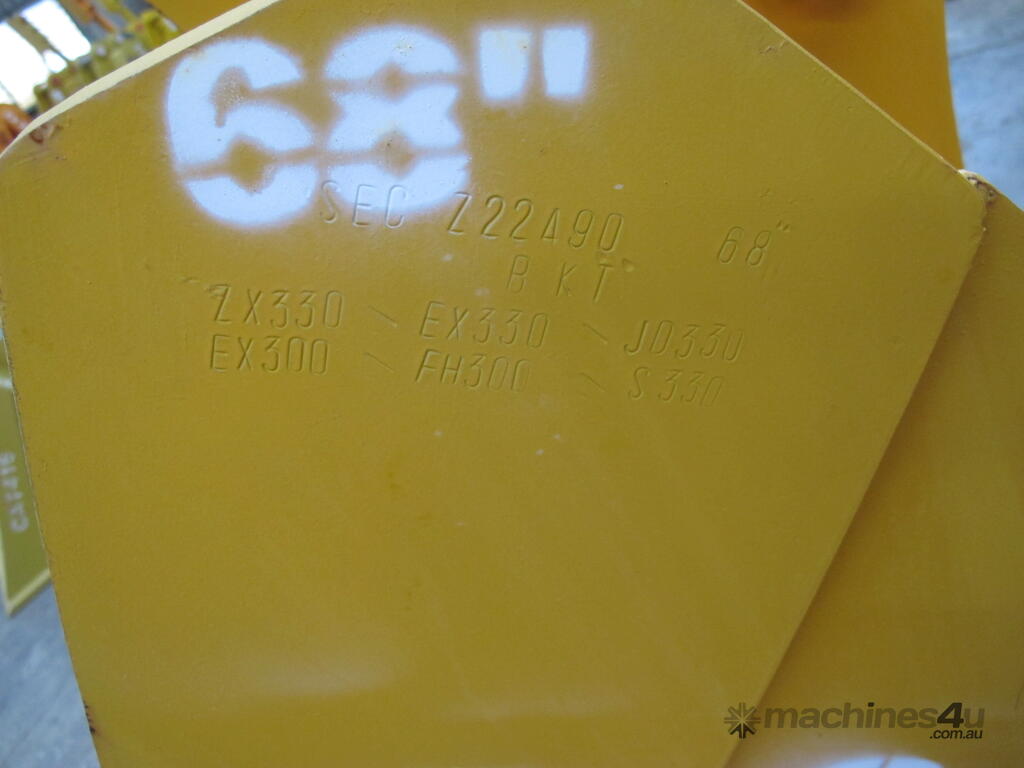 68"
SEC Z22490 68"
BKT
ZX330 - EX330 - JD330
EX300 - FH300 - S330
machines4u
.com.au